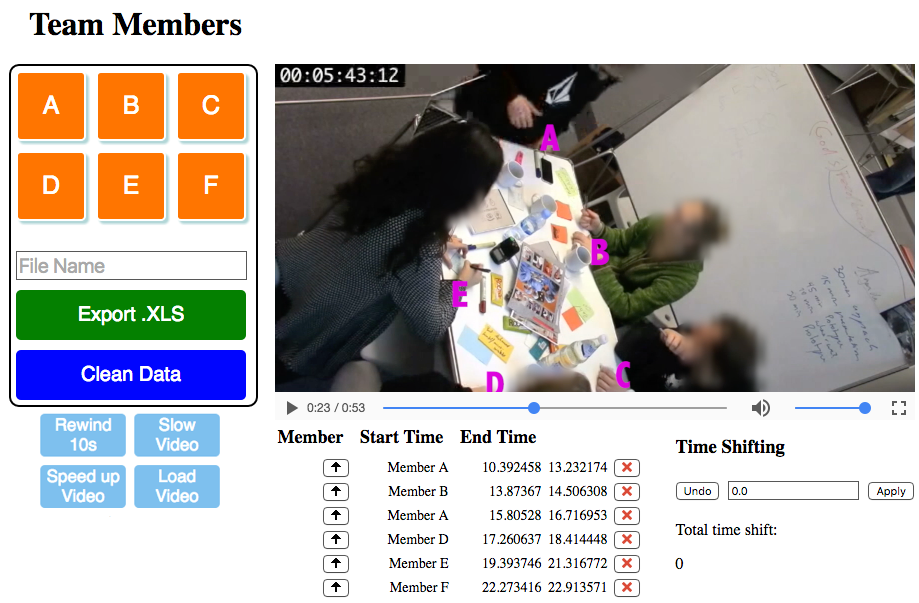 Team Members
A B C
D E F
File Name
Export .XLS
Clean Data
Rewind
10s
Slow
Video
Speed up
Video
Load
Video
00:05:43:12
A
B
E
D
C
0:23 / 0:53
Member Start Time End Time
Member A 10.392458 13.232174
Member B 13.87367 14.506308
Member A 15.80528 16.716953
Member D 17.260637 18.414448
Member E 19.393746 21.316772
Member F 22.273416 22.913571
Time Shifting
Undo 0.0 Apply
Total time shift:
0